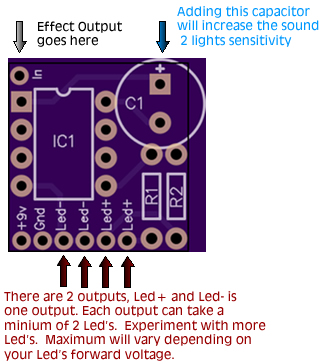 Effect Output
goes here
Adding this capacitor
will increase the sound
2 lights sensitivity
In
+
C1
IC1
R1
R2
+9v
Gnd
Led-
Led-
Led+
Led+
There are 2 outputs, Led+ and Led- is
one output. Each output can take a
minium of 2 Led's. Experiment with more
Led's. Maximum will vary depending on
your Led's forward voltage.